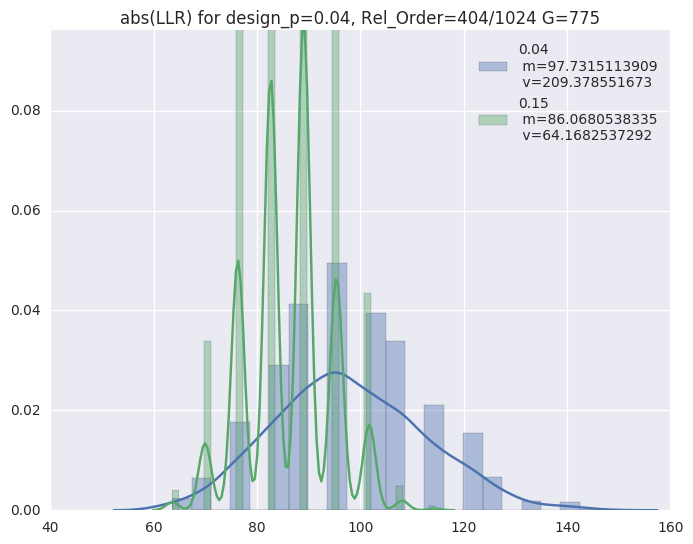 abs(LLR) for design_p=0.04, Rel_Order=404/1024 G=775
0.04
m=97.7315113909
v=209.378551673
0.15
m=86.0680538335
v=64.1682537292
0.08
0.06
0.04
0.02
0.00
40 60 80 100 120 140 160